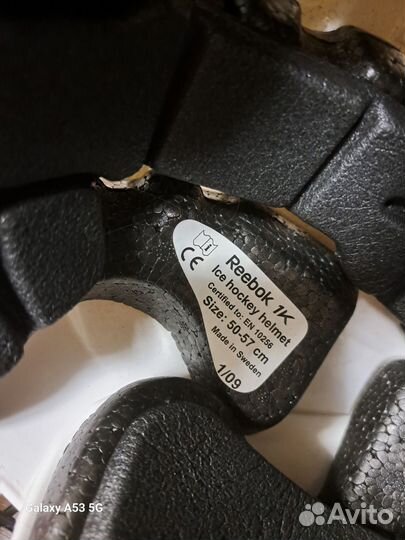 CE
Reebok 1K
Ice hockey helmet
Certified to: EN 10256
Size: 50-57 cm
Made in Sweden
1/09
Galaxy A53 5G
Avito